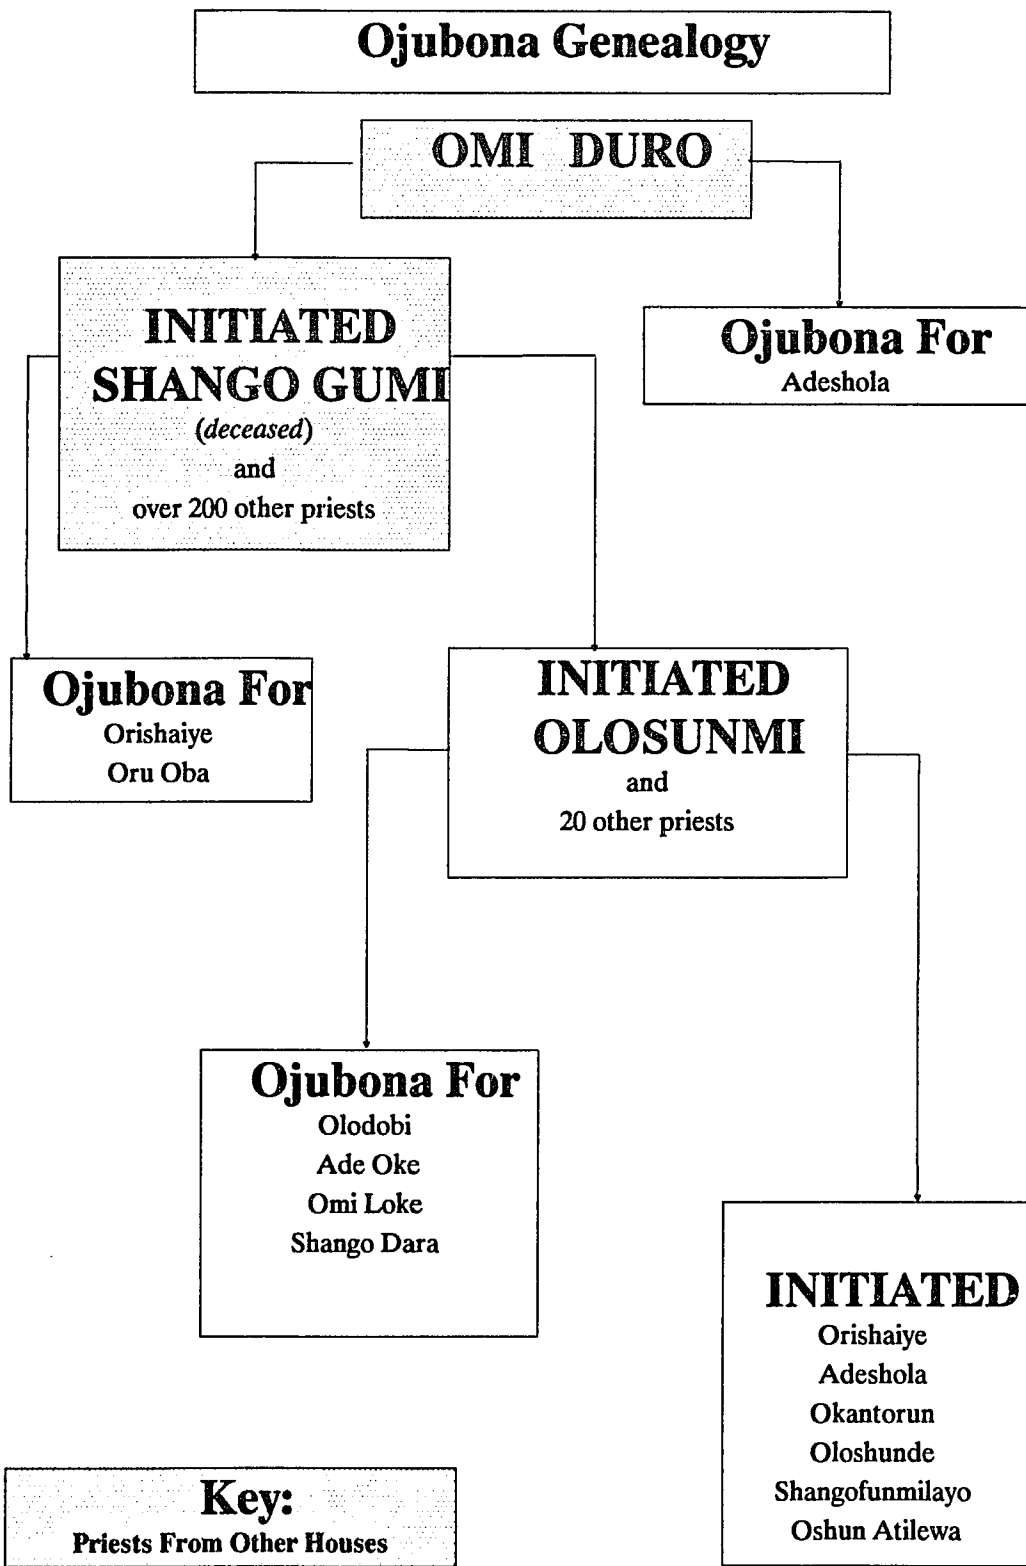 Ojubona Genealogy
OMI DURO
INITIATED
SHANGO GUMI
(deceased)
and
over 200 other priests
Ojubona For
Adeshola
Ojubona For
Orishaiye
Oru Oba
INITIATED
OLOSUNMI
and
20 other priests
Ojubona For
Olodobi
Ade Oke
Omi Loke
Shango Dara
INITIATED
Orishaiye
Adeshola
Okantorun
Oloshunde
Shangofunmilayo
Oshun Atilewa
Key:
Priests From Other Houses